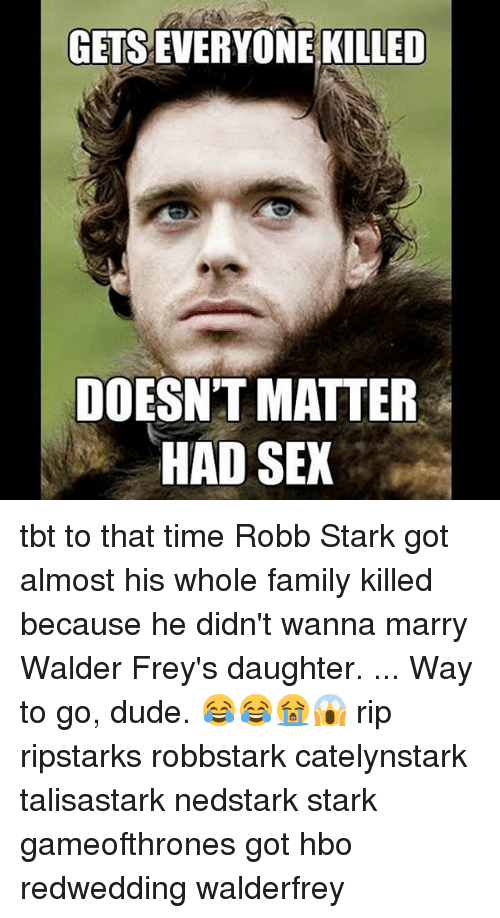 GETS EVERYONE KILLED
DOESN'T MATTER
HAD SEX
tbt to that time Robb Stark got
almost his whole family killed
because he didn't wanna marry
Walder Frey's daughter. ... Way
to go, dude. 😂😂😭😱 rip
ripstarks robbstark catelynstark
talisastark nedstark stark
gameofthrones got hbo
redwedding walderfrey